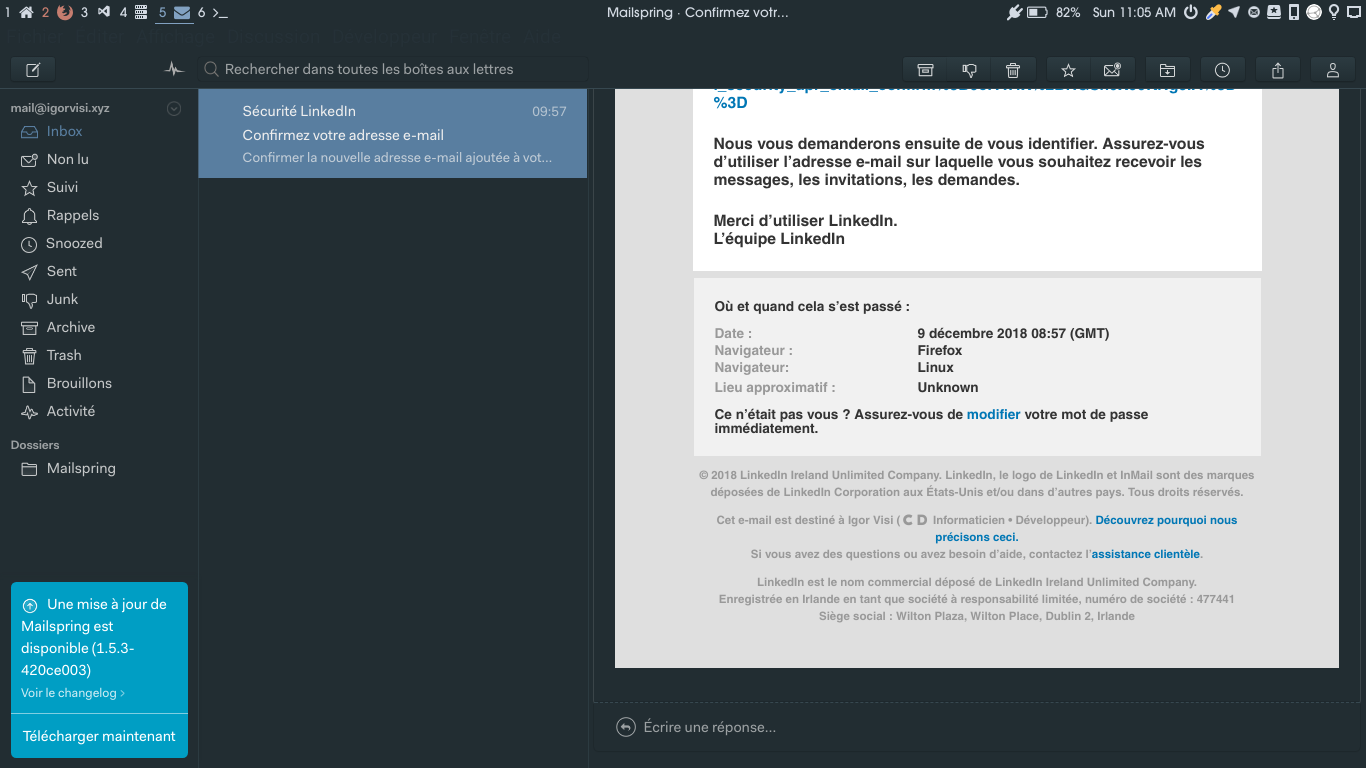 1 2 3 4 5 6 >_ Mailspring · Confirmez votr... 82% Sun 11:05 AM
Fichier Lutter Affichage Discussion Développeur Fenêtre Aide
Rechercher dans toutes les boîtes aux lettres
mail@igorvisi.xyz
Inbox
Non lu
Suivi
Rappels
Snoozed
Sent
Junk
Archive
Trash
Brouillons
Activité
Dossiers
Mailspring
Une mise à jour de
Mailspring est
disponible (1.5.3-
420ce003)
Voir le changelog >
Télécharger maintenant
Sécurité LinkedIn 09:57
Confirmez votre adresse e-mail
Confirmer la nouvelle adresse e-mail ajoutée à vot...
%3D
Nous vous demanderons ensuite de vous identifier. Assurez-vous
d’utiliser l’adresse e-mail sur laquelle vous souhaitez recevoir les
messages, les invitations, les demandes.
Merci d’utiliser LinkedIn.
L’équipe LinkedIn
Où et quand cela s’est passé :
Date : 9 décembre 2018 08:57 (GMT)
Navigateur : Firefox
Navigateur: Linux
Lieu approximatif : Unknown
Ce n’était pas vous ? Assurez-vous de modifier votre mot de passe
immédiatement.
© 2018 LinkedIn Ireland Unlimited Company. LinkedIn, le logo de LinkedIn et InMail sont des marques
déposées de LinkedIn Corporation aux États-Unis et/ou dans d’autres pays. Tous droits réservés.
Cet e-mail est destiné à Igor Visi ( C D Informaticien • Développeur). Découvrez pourquoi nous
précisons ceci.
Si vous avez des questions ou avez besoin d’aide, contactez l’assistance clientèle.
LinkedIn est le nom commercial déposé de LinkedIn Ireland Unlimited Company.
Enregistrée en Irlande en tant que société à responsabilité limitée, numéro de société : 477441
Siège social : Wilton Plaza, Wilton Place, Dublin 2, Irlande
Écrire une réponse...